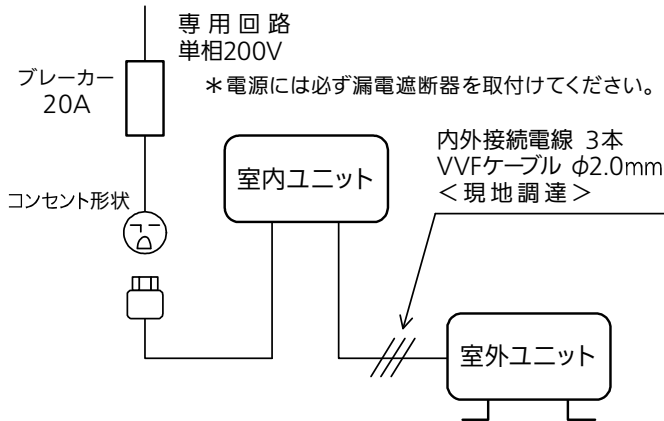 専用回路
単相200V
＊電源には必ず漏電遮断器を取付けてください。
ブレーカー
20A
内外接続電線 3本
VVFケーブル φ2.0mm
＜現地調達＞
室内ユニット
コンセント形状
室外ユニット